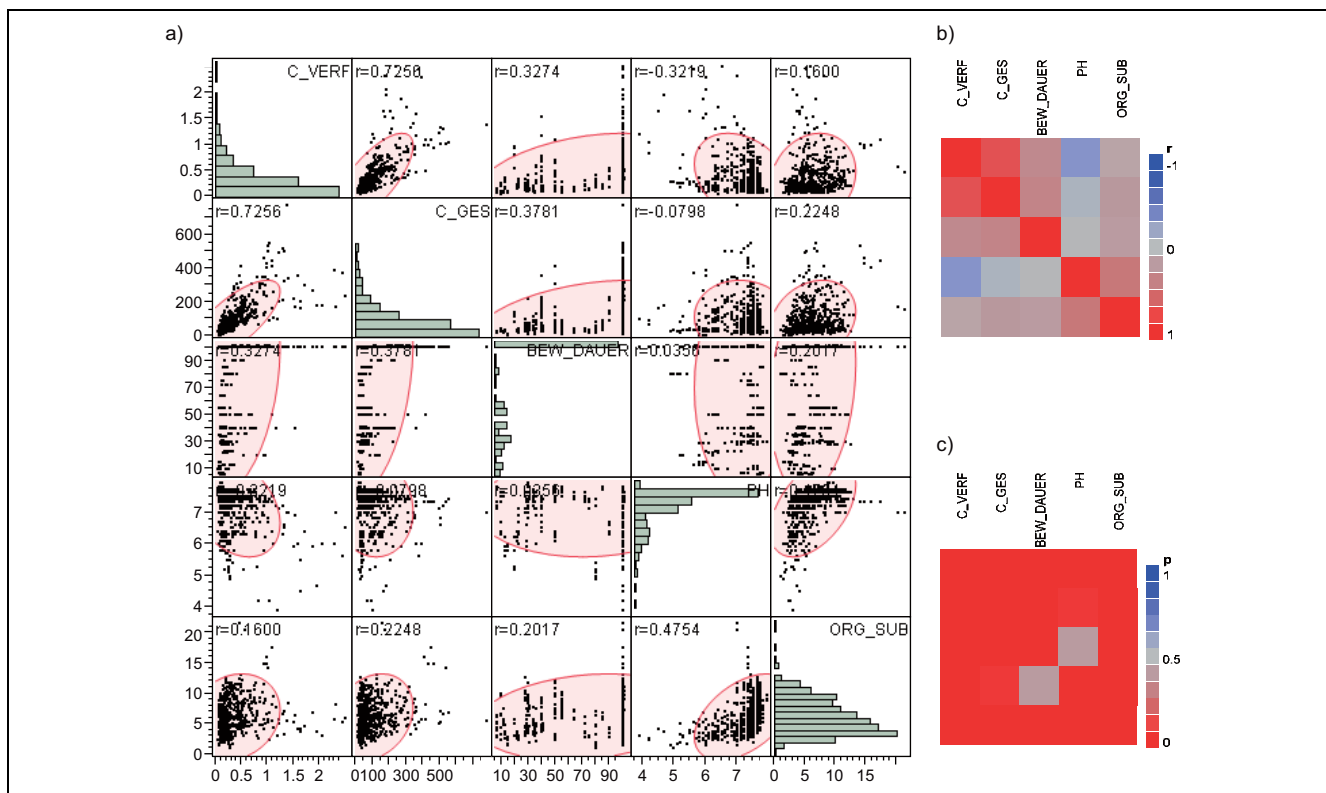 a)
C_VERF
r=0.7256
r=0.3274
r=-0.3219
r=0.1600
2
1.5
1
0.5
0
r=0.7256
C_GES
r=0.3781
r=-0.0798
r=0.2248
600
400
200
0
r=0.3274
r=0.3781
BEW_DAUER
r=0.0356
r=0.2017
90
70
50
30
10
PH
7
6
5
4
r=0.1600
r=0.2248
r=0.2017
r=0.4754
ORG_SUB
20
15
10
5
0
0 0.5 1 1.5 2
0100 300 500
10 30 50 70 90
4 5 6 7
0 5 10 15
b)
C_VERF
C_GES
BEW_DAUER
PH
ORG_SUB
r
-1
0
1
c)
C_VERF
C_GES
BEW_DAUER
PH
ORG_SUB
p
1
0.5
0